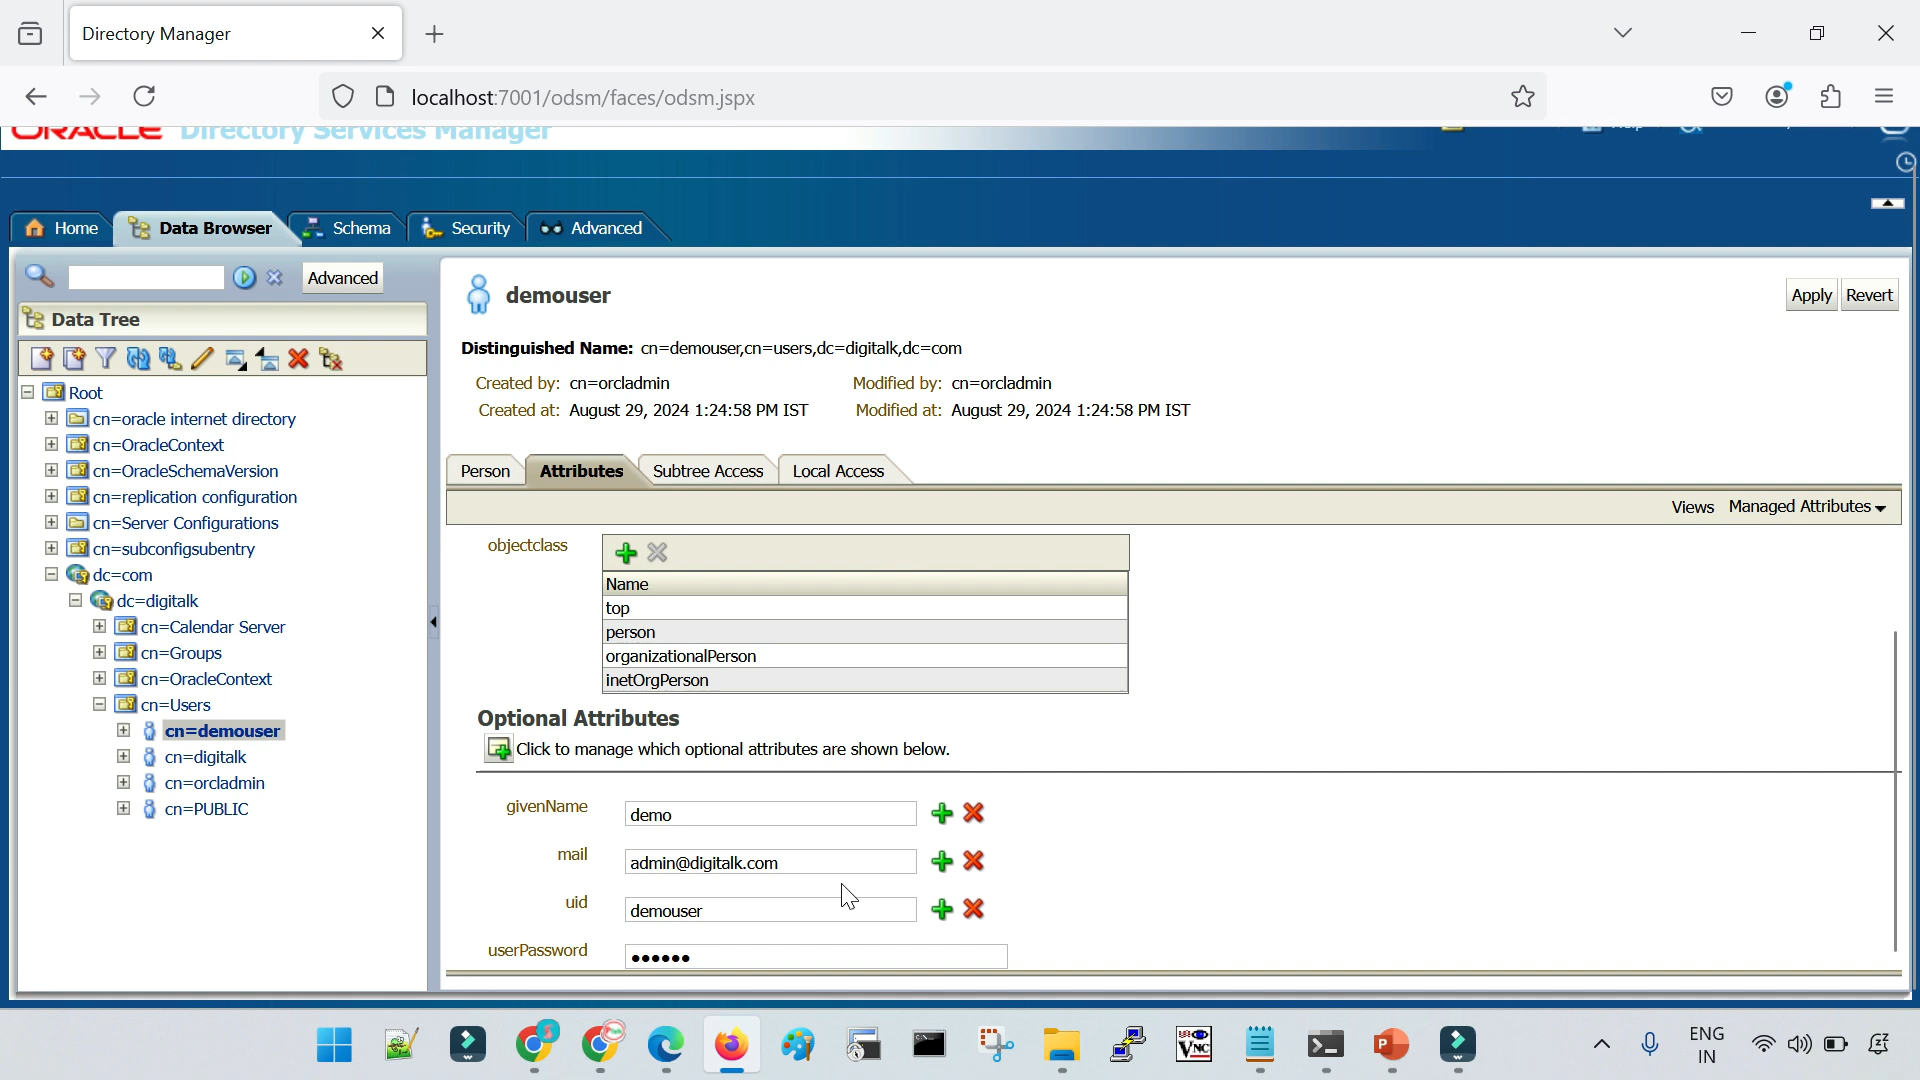 Directory Manager
localhost:7001/odsm/faces/odsm.jspx
ORACLE Directory Services Manager
Help
Home
Data Browser
Schema
Security
Advanced
Advanced
Data Tree
Root
cn=oracle internet directory
cn=OracleContext
cn=OracleSchemaVersion
cn=replication configuration
cn=Server Configurations
cn=subconfigsubentry
dc=com
dc=digitalk
cn=Calendar Server
cn=Groups
cn=OracleContext
cn=Users
cn=demouser
cn=digitalk
cn=orcladmin
cn=PUBLIC
demouser
Apply
Revert
Distinguished Name: cn=demouser,cn=users,dc=digitalk,dc=com
Created by: cn=orcladmin
Modified by: cn=orcladmin
Created at: August 29, 2024 1:24:58 PM IST
Modified at: August 29, 2024 1:24:58 PM IST
Person
Attributes
Subtree Access
Local Access
Views Managed Attributes
objectclass
Name
top
person
organizationalPerson
inetOrgPerson
Optional Attributes
Click to manage which optional attributes are shown below.
givenName demo
mail admin@digitalk.com
uid demouser
userPassword ●●●●●●
VNC
ENG
IN